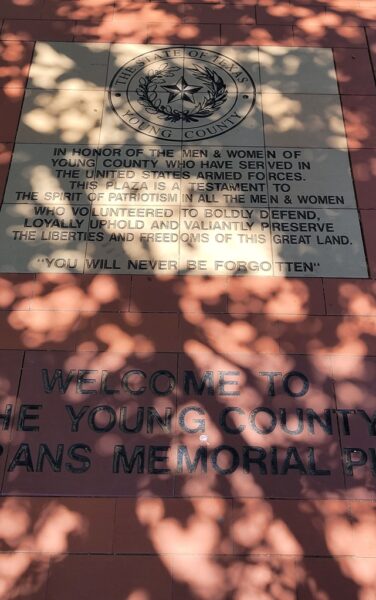 THE STATE OF TEXAS
YOUNG COUNTY
IN HONOR OF THE MEN & WOMEN OF
YOUNG COUNTY WHO HAVE SERVED IN
THE UNITED STATES ARMED FORCES.
THIS PLAZA IS A TESTAMENT TO
THE SPIRIT OF PATRIOTISM IN ALL THE MEN & WOMEN
WHO VOLUNTEERED TO BOLDLY DEFEND,
LOYALLY UPHOLD AND VALIANTLY PRESERVE
THE LIBERTIES AND FREEDOMS OF THIS GREAT LAND.
"YOU WILL NEVER BE FORGOTTEN"
WELCOME TO
HE YOUNG COUNTY
ANS MEMORIAL P